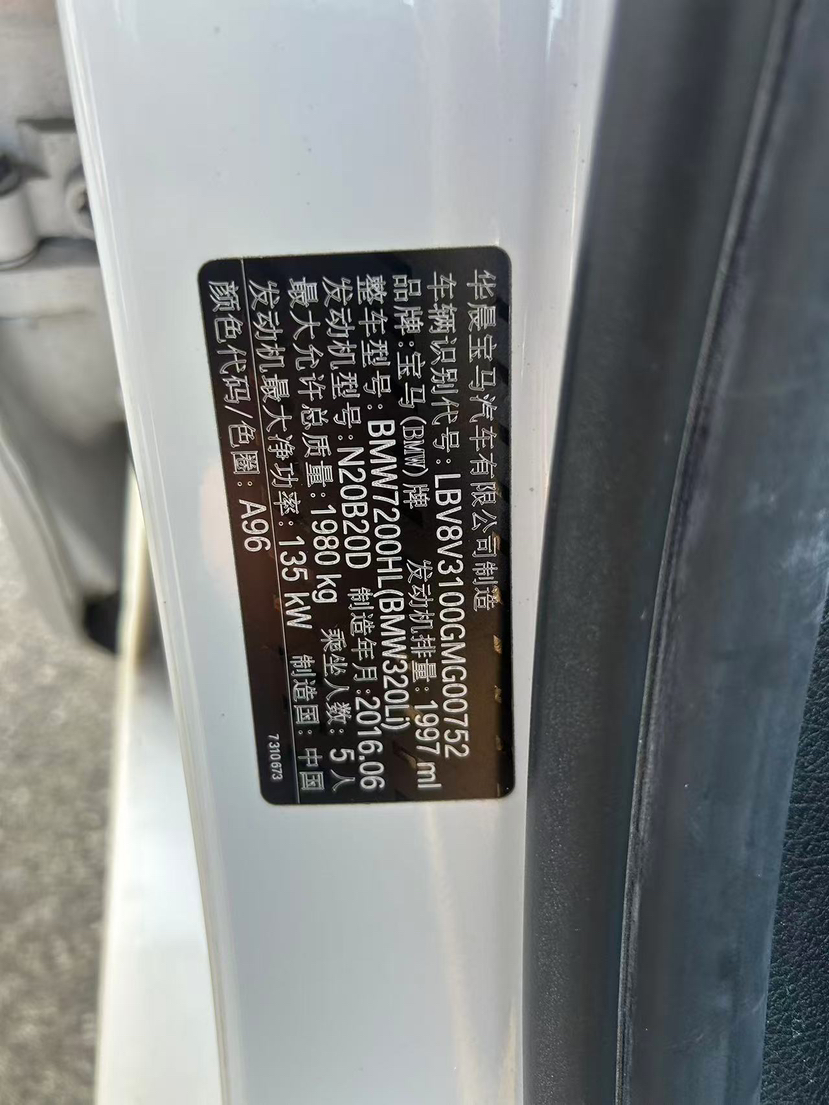 华晨宝马汽车有限公司制造
车辆识别代号:LBV8V3100GMG00752
品牌:宝马(BMW)牌 发动机排量:1997 ml
整车型号:BMW7200HL(BMW320Li)
发动机型号:N20B20D 制造年月:2016.06
最大允许总质量:1980 kg 乘坐人数:5 人
发动机最大净功率:135 kW 制造国:中国
颜色代码/色圈:A96
7310673